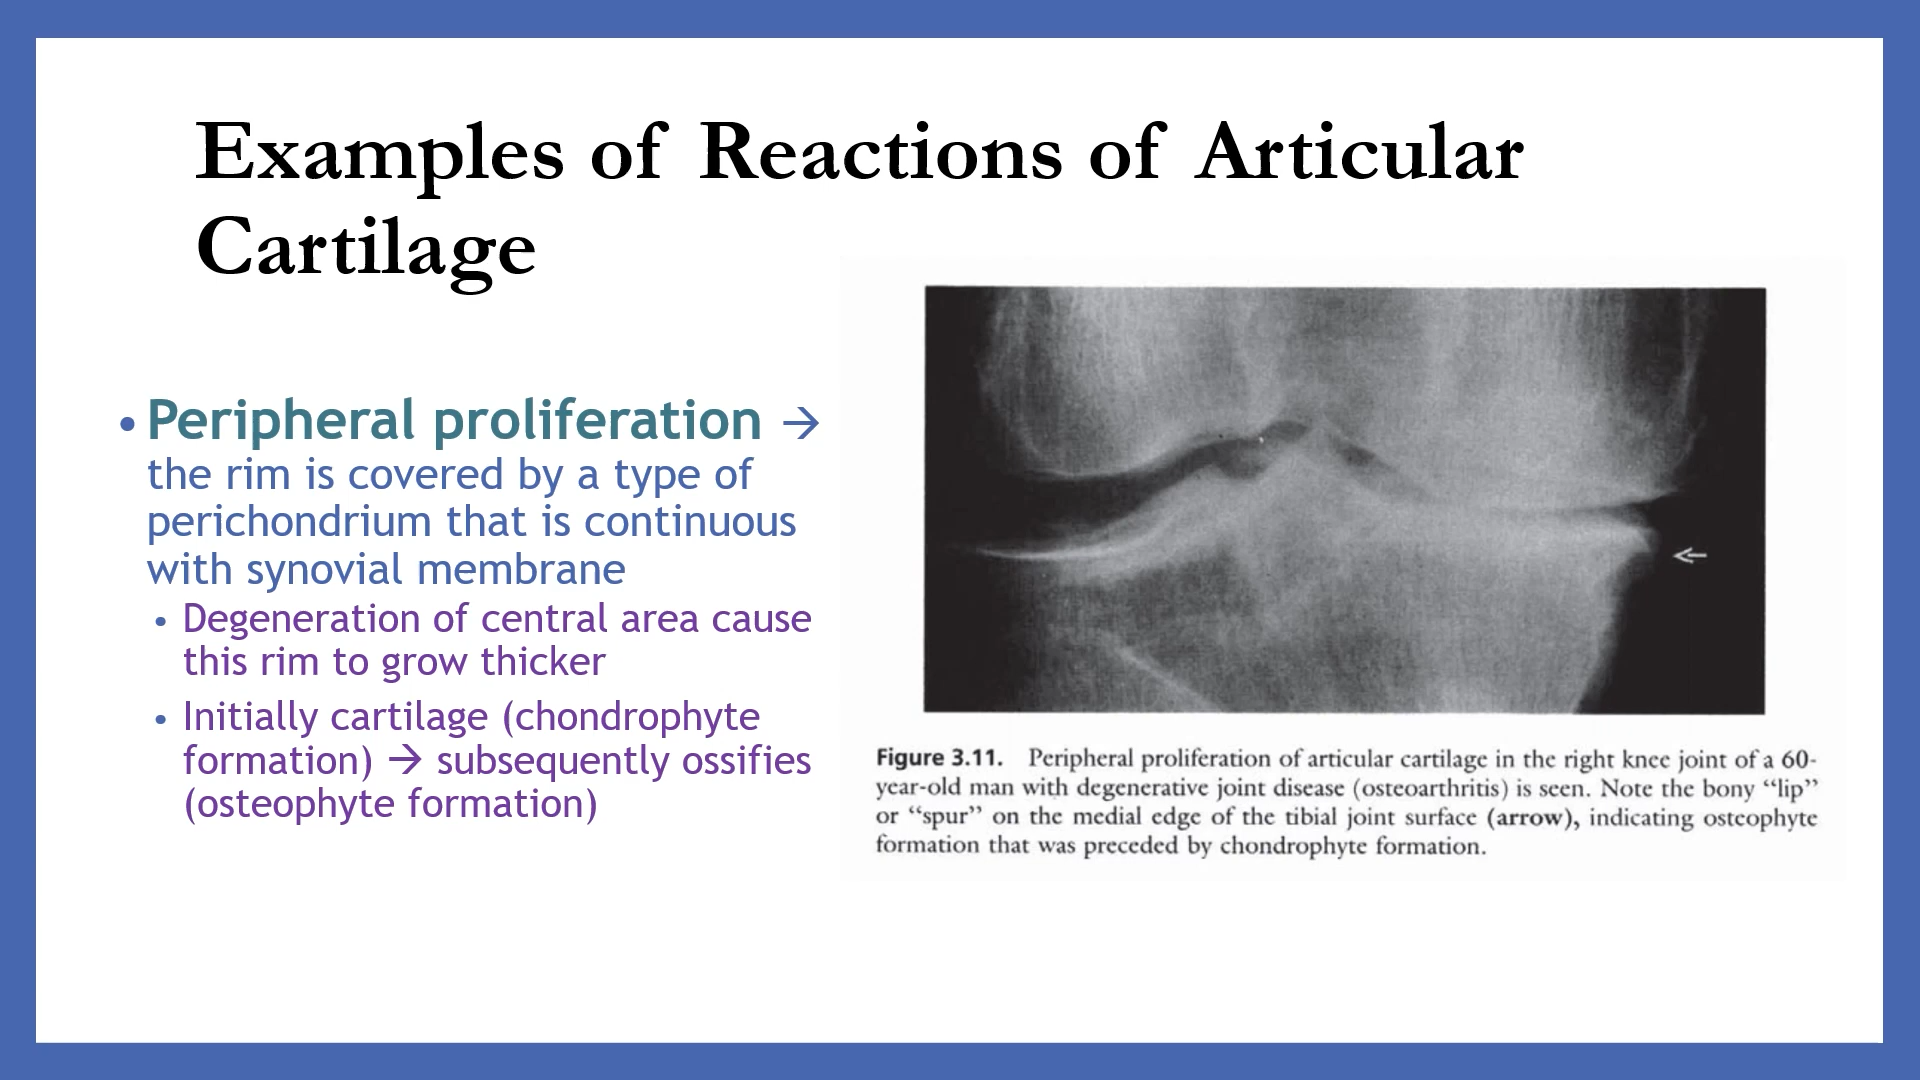 Examples of Reactions of Articular
Cartilage
• Peripheral proliferation →
the rim is covered by a type of
perichondrium that is continuous
with synovial membrane
• Degeneration of central area cause
this rim to grow thicker
• Initially cartilage (chondrophyte
formation) → subsequently ossifies
(osteophyte formation)
Figure 3.11. Peripheral proliferation of articular cartilage in the right knee joint of a 60-
year-old man with degenerative joint disease (osteoarthritis) is seen. Note the bony “lip”
or “spur” on the medial edge of the tibial joint surface (arrow), indicating osteophyte
formation that was preceded by chondrophyte formation.